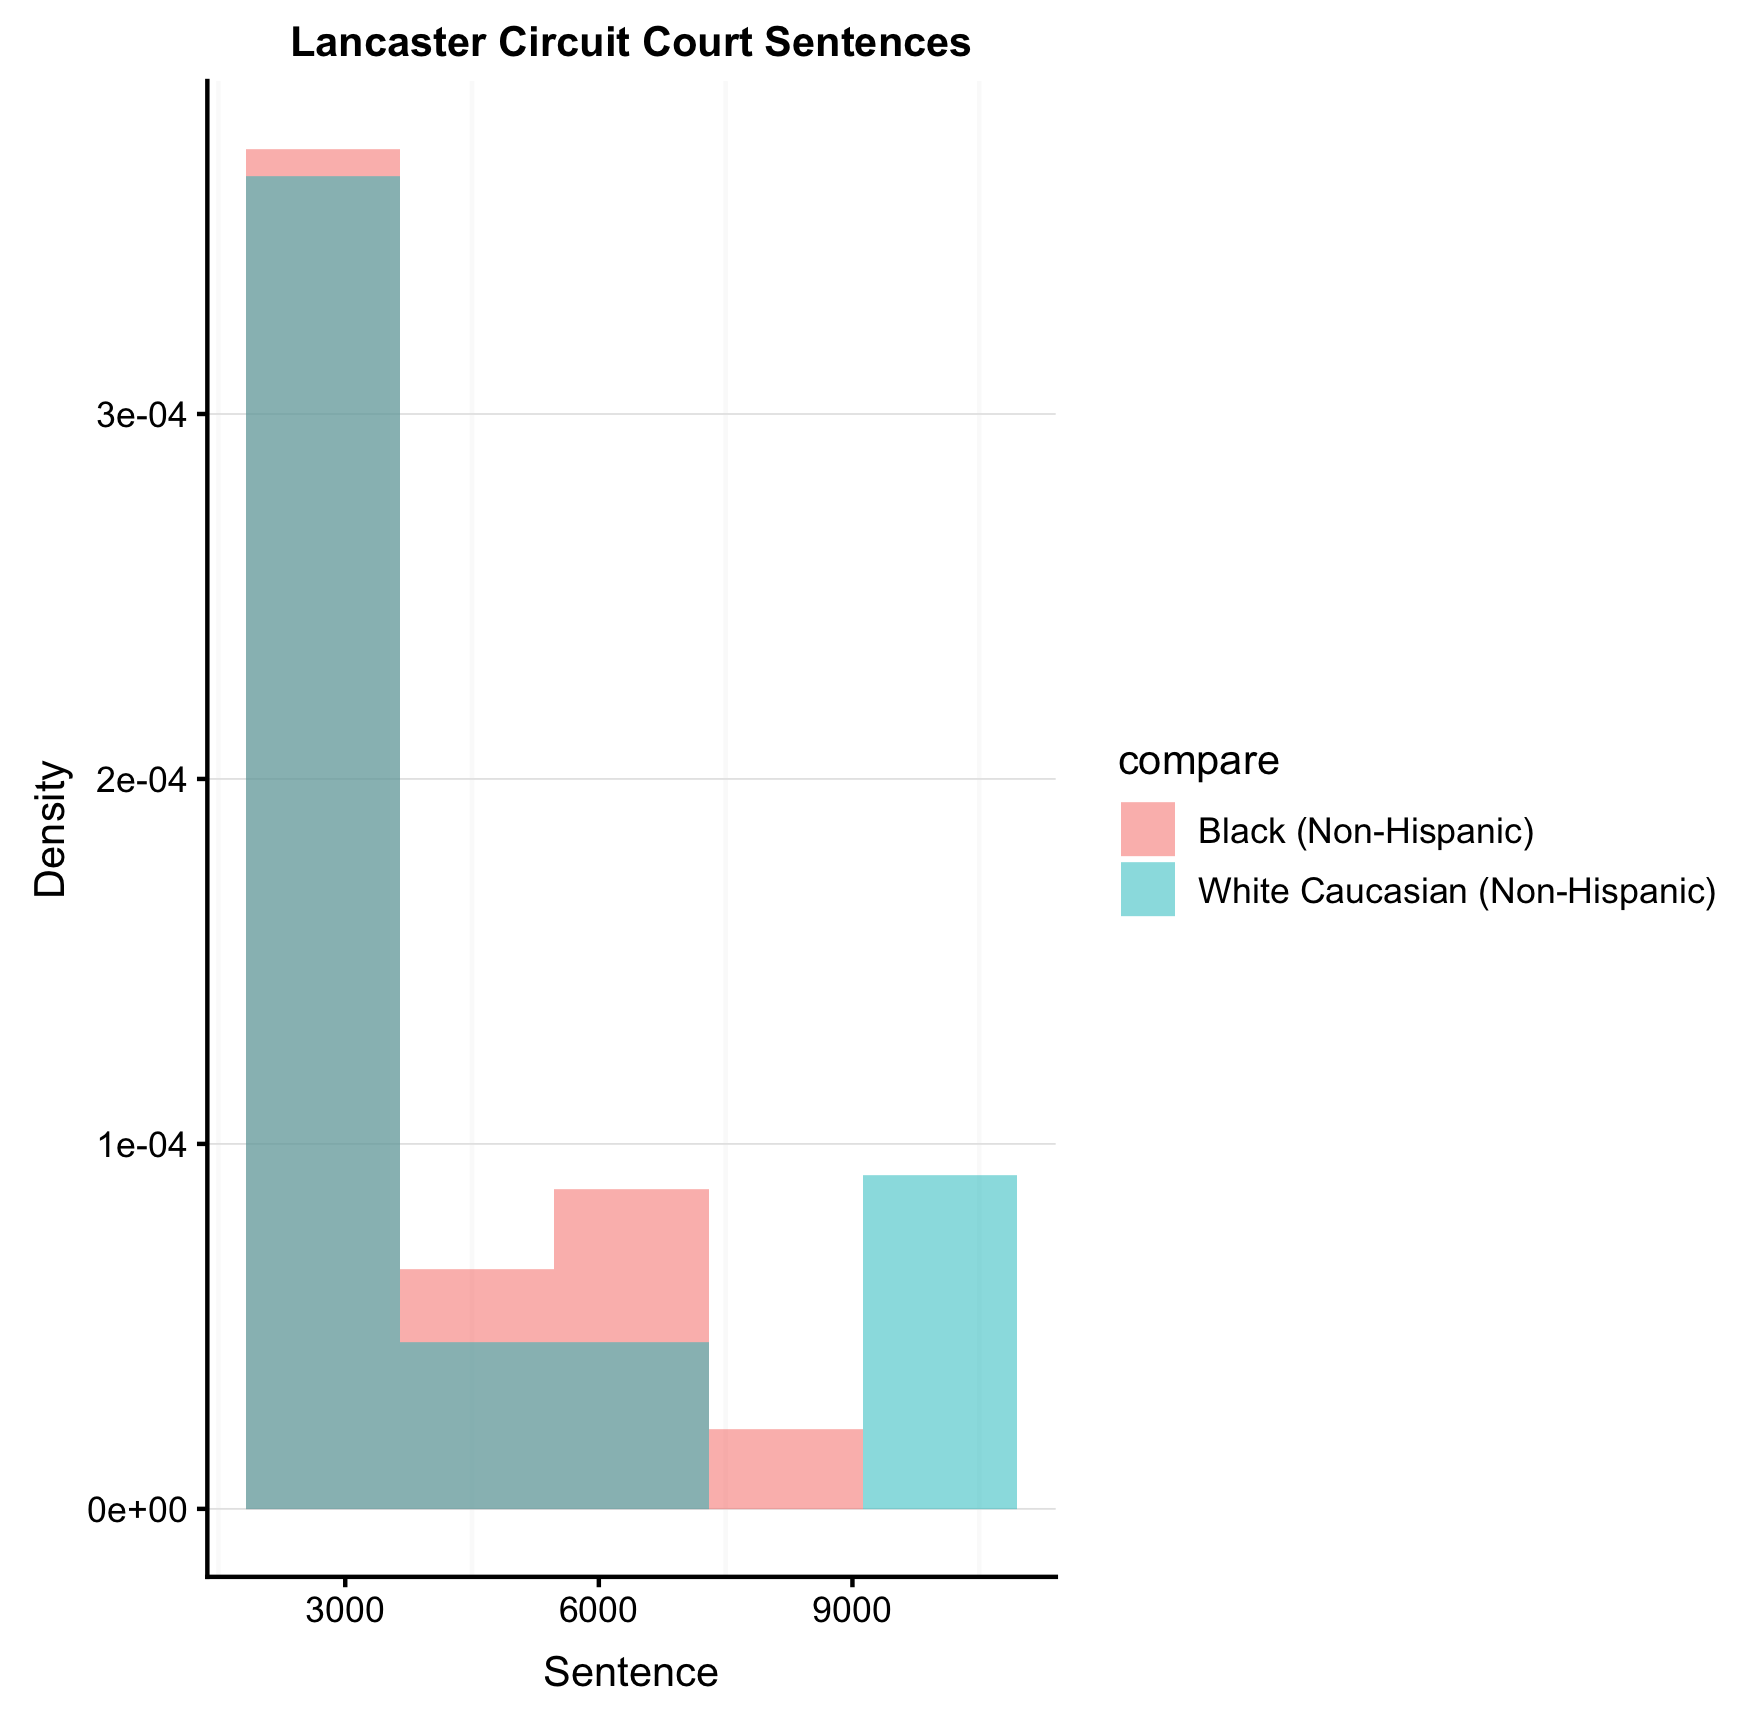 Lancaster Circuit Court Sentences
Density
3e-04
2e-04
1e-04
0e+00
3000 6000 9000
Sentence
compare
Black (Non-Hispanic)
White Caucasian (Non-Hispanic)